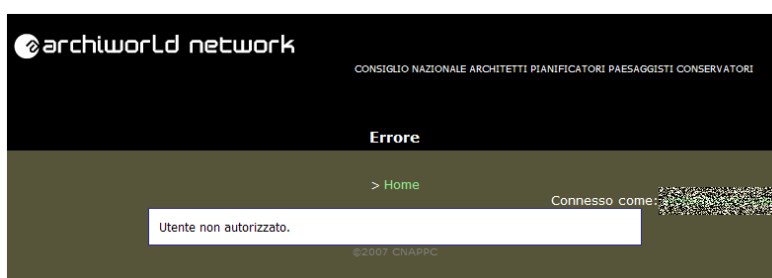 archiworld network
CONSIGLIO NAZIONALE ARCHITETTI PIANIFICATORI PAESAGGISTI CONSERVATORI
Errore
> Home
Connesso come:
Utente non autorizzato.
©2007 CNAPPC